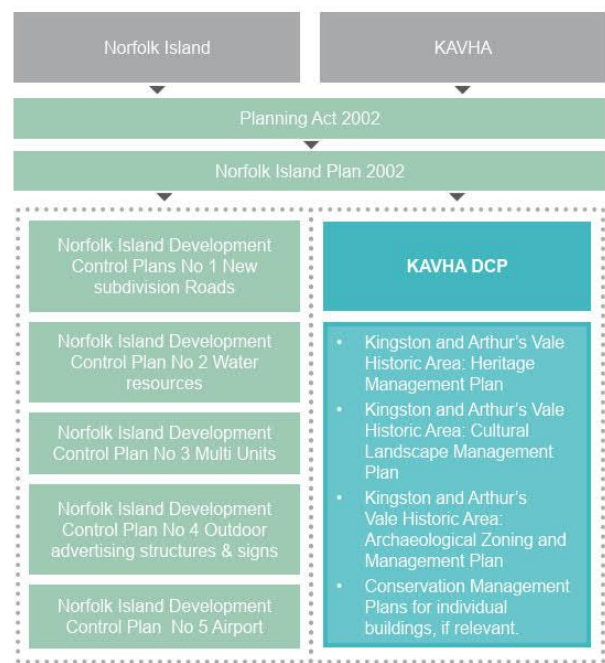 Norfolk Island
KAVHA
Planning Act 2002
Norfolk Island Plan 2002
Norfolk Island Development
Control Plans No 1 New
subdivision Roads
Norfolk Island Development
Control Plan No 2 Water
resources
Norfolk Island Development
Control Plan No 3 Multi Units
Norfolk Island Development
Control Plan No 4 Outdoor
advertising structures & signs
Norfolk Island Development
Control Plan No 5 Airport
KAVHA DCP
• Kingston and Arthur's Vale
Historic Area: Heritage
Management Plan
• Kingston and Arthur's Vale
Historic Area: Cultural
Landscape Management
Plan
• Kingston and Arthur's
Vale Historic Area:
Archaeological Zoning and
Management Plan
• Conservation Management
Plans for individual
buildings, if relevant.